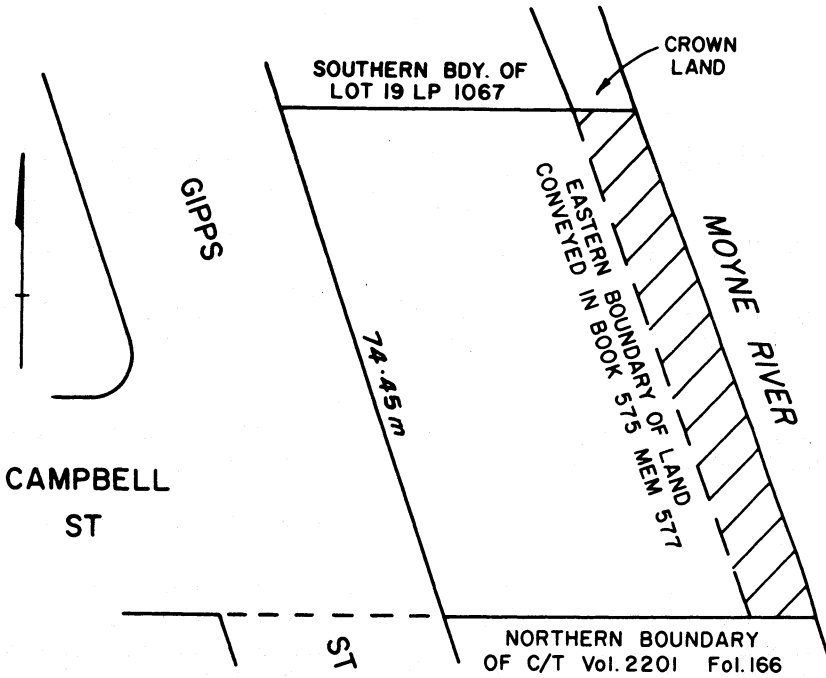 SOUTHERN BDY. OF
LOT 19 LP 1067
CROWN
LAND
GIPPS
EASTERN BOUNDARY OF LAND
CONVEYED IN BOOK 575 MEM 577
MOYNE RIVER
74·45m
CAMPBELL
ST
ST
NORTHERN BOUNDARY
OF C/T Vol. 2201 Fol. 166